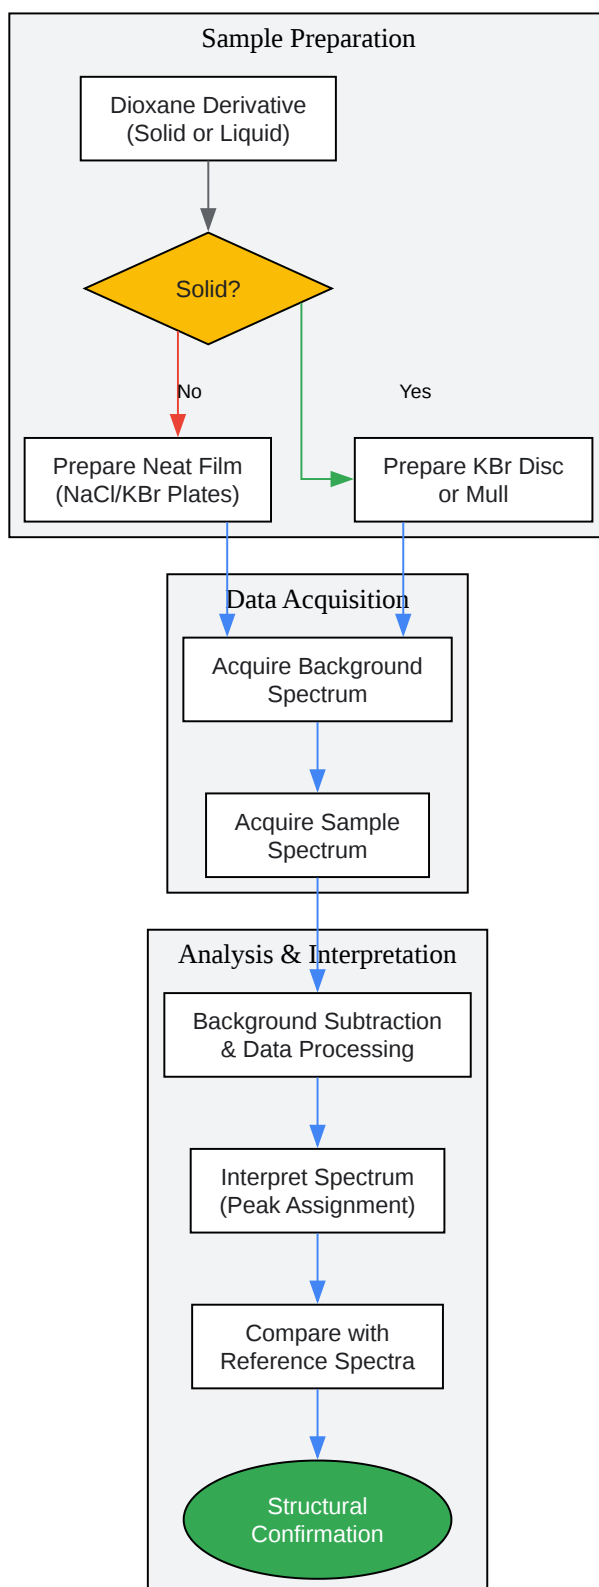 Sample Preparation
Dioxane Derivative
(Solid or Liquid)
Solid?
No
Yes
Prepare Neat Film
(NaCl/KBr Plates)
Prepare KBr Disc
or Mull
Data Acquisition
Acquire Background
Spectrum
Acquire Sample
Spectrum
Analysis & Interpretation
Background Subtraction
& Data Processing
Interpret Spectrum
(Peak Assignment)
Compare with
Reference Spectra
Structural
Confirmation